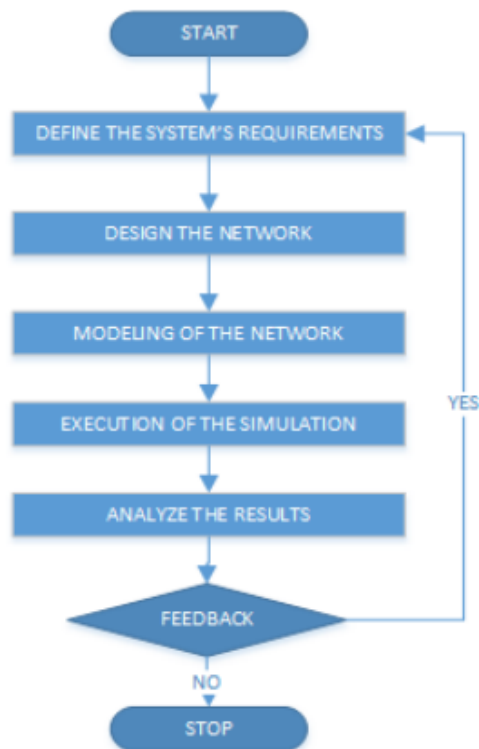 START
DEFINE THE SYSTEM'S REQUIREMENTS
DESIGN THE NETWORK
MODELING OF THE NETWORK
EXECUTION OF THE SIMULATION
YES
ANALYZE THE RESULTS
FEEDBACK
NO
STOP